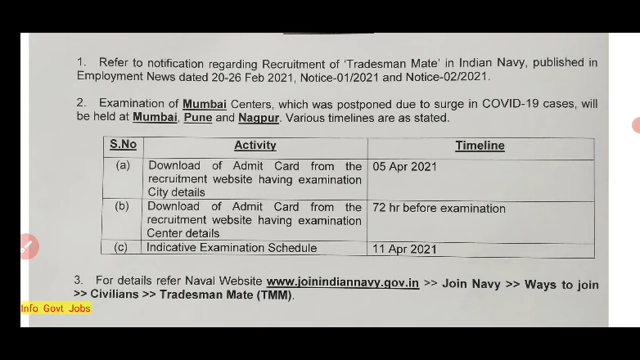 1. Refer to notification regarding Recruitment of 'Tradesman Mate' in Indian Navy, published in
Employment News dated 20-26 Feb 2021, Notice-01/2021 and Notice-02/2021.
2. Examination of Mumbai Centers, which was postponed due to surge in COVID-19 cases, will
be held at Mumbai, Pune and Nagpur. Various timelines are as stated.
S.No Activity Timeline
(a) Download of Admit Card from the 05 Apr 2021
recruitment website having examination
City details
(b) Download of Admit Card from the 72 hr before examination
recruitment website having examination
Center details
(c) Indicative Examination Schedule 11 Apr 2021
3. For details refer Naval Website www.joinindiannavy.gov.in >> Join Navy >> Ways to join
>> Civilians >> Tradesman Mate (TMM).
Info Govt Jobs